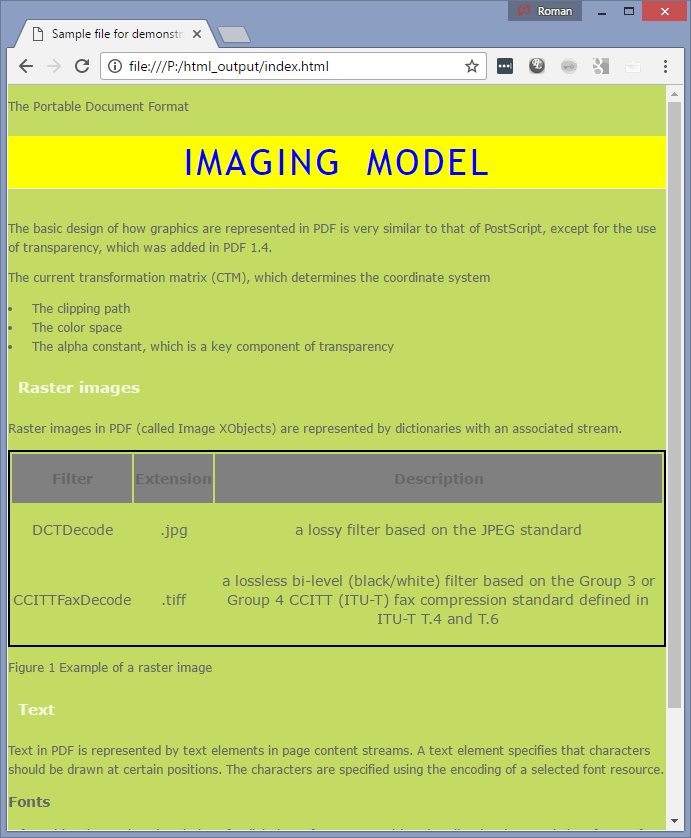 Roman
Sample file for demonstr
file:///P:/html_output/index.html
The Portable Document Format
IMAGING MODEL
The basic design of how graphics are represented in PDF is very similar to that of PostScript, except for the use
of transparency, which was added in PDF 1.4.
The current transformation matrix (CTM), which determines the coordinate system
• The clipping path
• The color space
• The alpha constant, which is a key component of transparency
Raster images
Raster images in PDF (called Image XObjects) are represented by dictionaries with an associated stream.
Filter Extension Description
DCTDecode .jpg a lossy filter based on the JPEG standard
a lossless bi-level (black/white) filter based on the Group 3 or
CCITTFaxDecode .tiff Group 4 CCITT (ITU-T) fax compression standard defined in
ITU-T T.4 and T.6
Figure 1 Example of a raster image
Text
Text in PDF is represented by text elements in page content streams. A text element specifies that characters
should be drawn at certain positions. The characters are specified using the encoding of a selected font resource.
Fonts